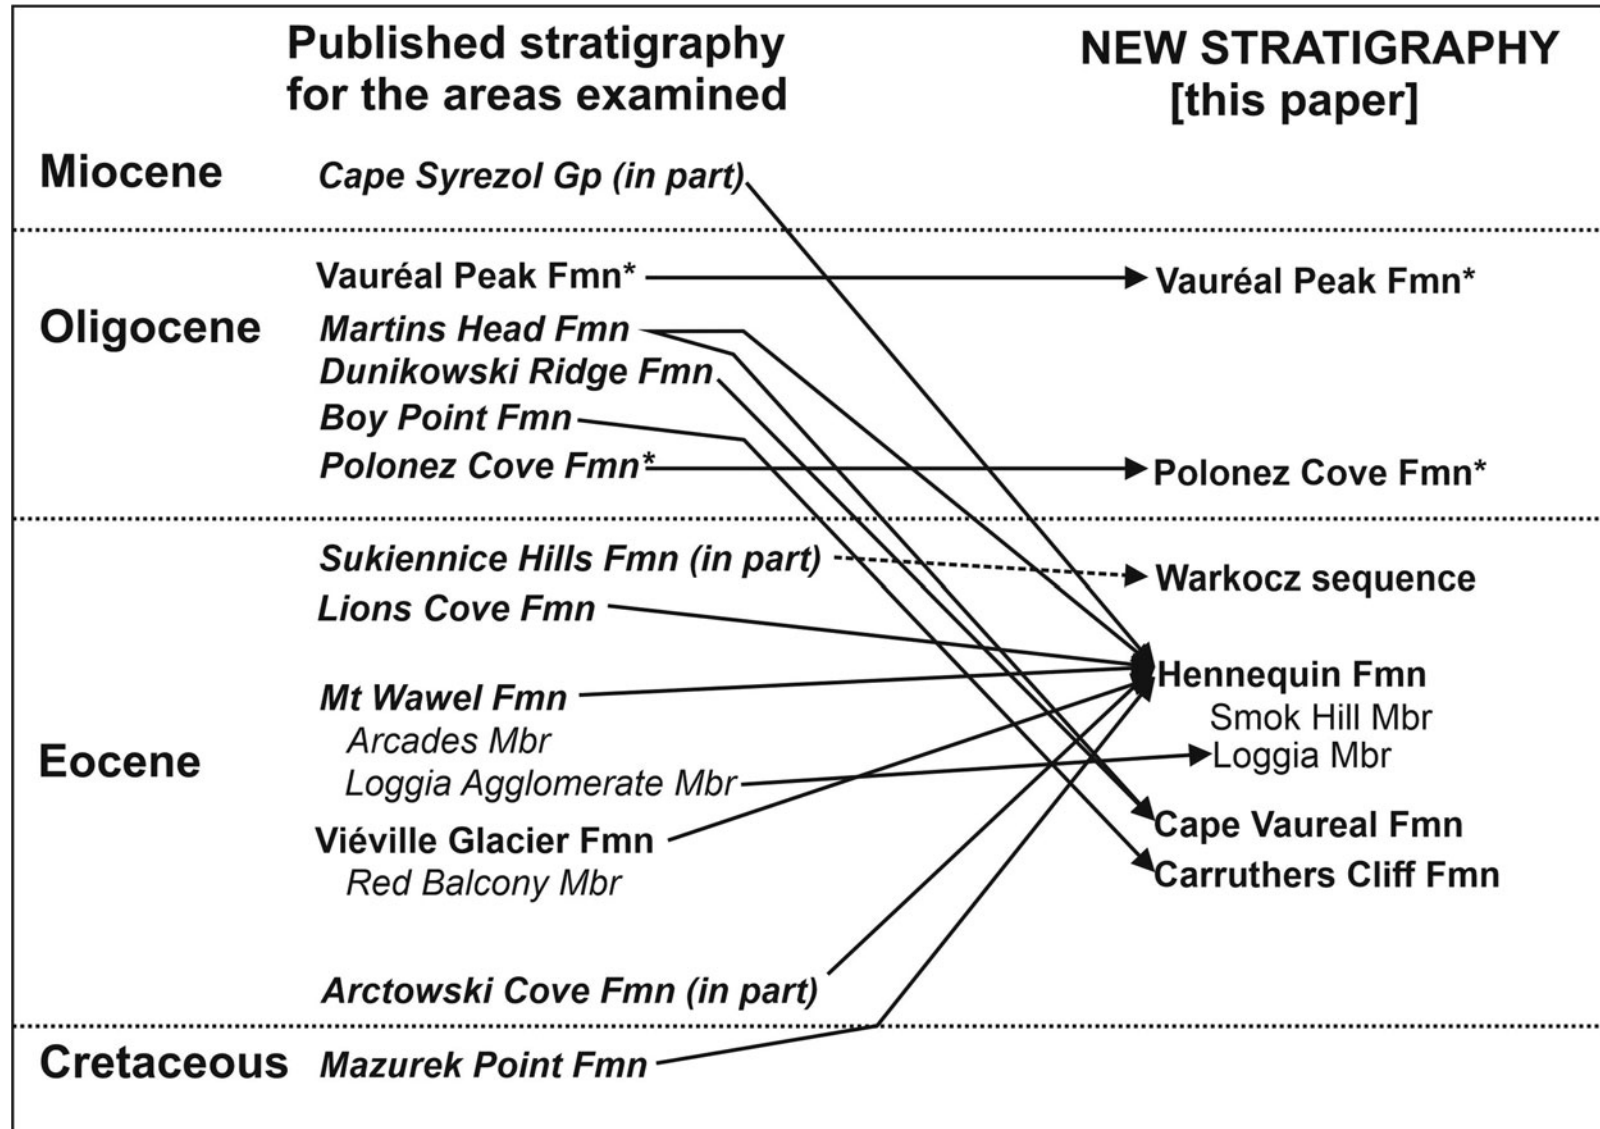 Published stratigraphy
for the areas examined
NEW STRATIGRAPHY
[this paper]
Miocene
Cape Syrezol Gp (in part)
Oligocene
Vauréal Peak Fmn*
Martins Head Fmn
Dunikowski Ridge Fmn
Boy Point Fmn
Polonez Cove Fmn*
Vauréal Peak Fmn*
Polonez Cove Fmn*
Eocene
Sukiennice Hills Fmn (in part)
Lions Cove Fmn
Mt Wawel Fmn
Arcades Mbr
Loggia Agglomerate Mbr
Viéville Glacier Fmn
Red Balcony Mbr
Arctowski Cove Fmn (in part)
Warkocz sequence
Hennequin Fmn
Smok Hill Mbr
Loggia Mbr
Cape Vaureal Fmn
Carruthers Cliff Fmn
Cretaceous
Mazurek Point Fmn